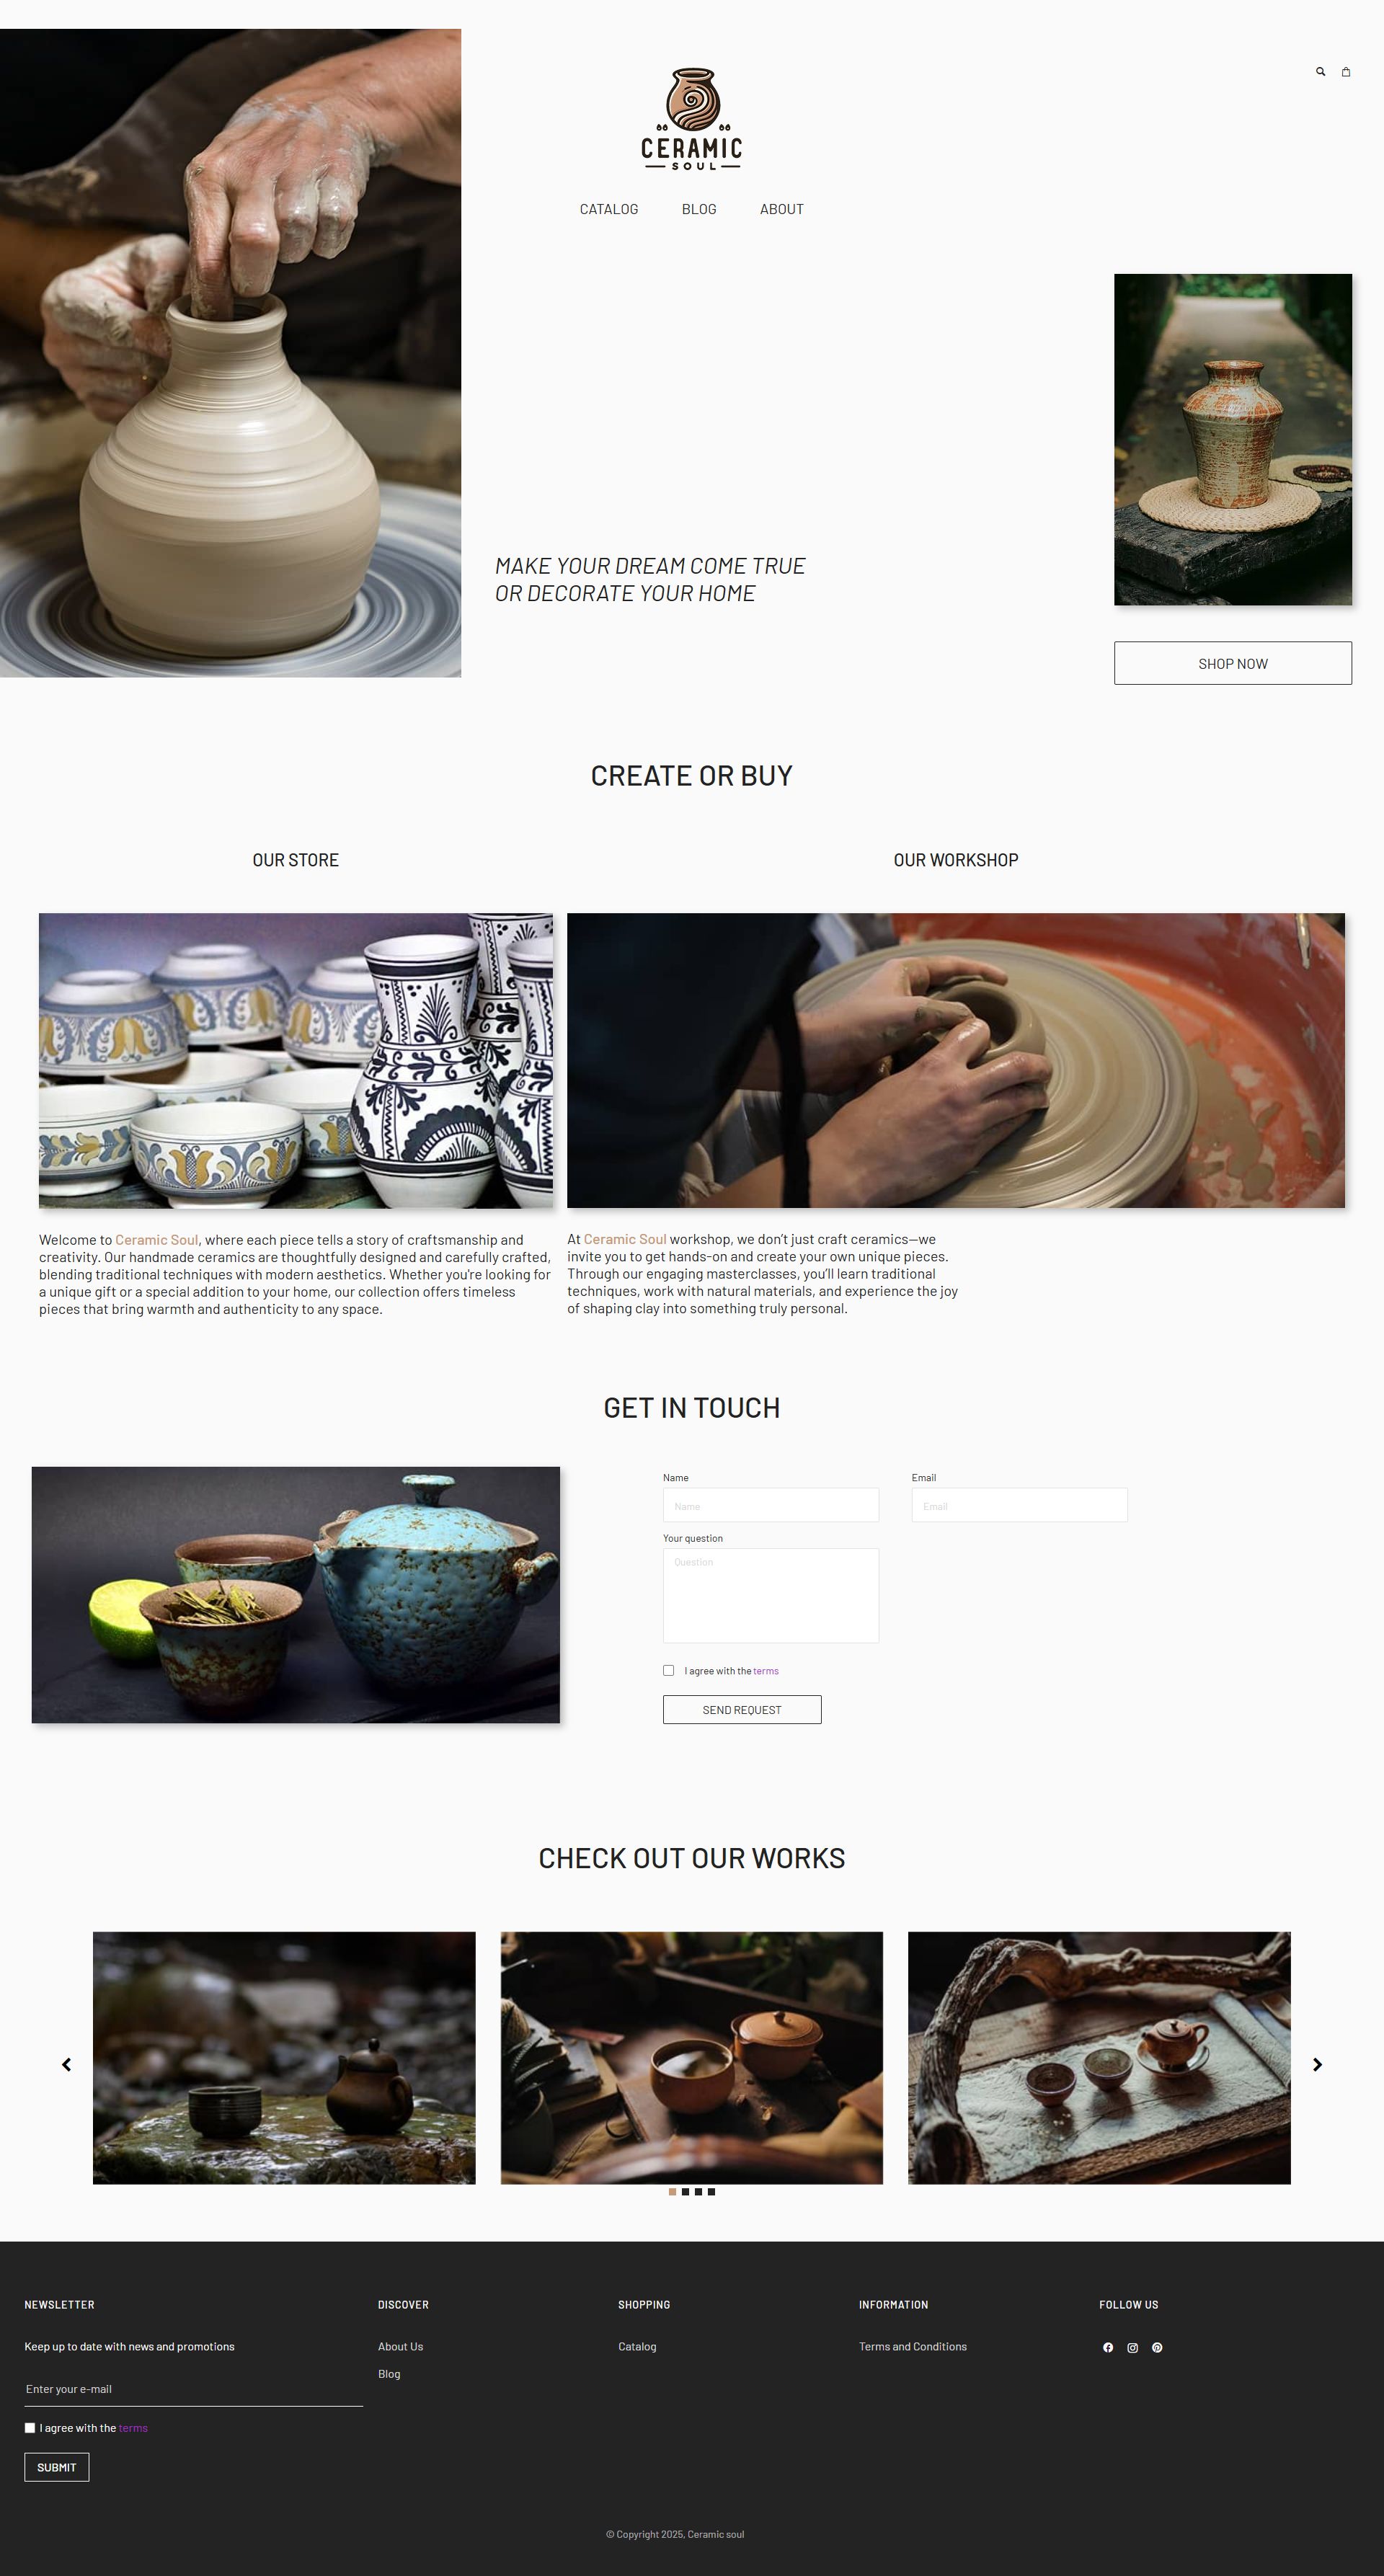 CERAMIC
SOUL
CATALOG
BLOG
ABOUT
MAKE YOUR DREAM COME TRUE
OR DECORATE YOUR HOME
SHOP NOW
CREATE OR BUY
OUR STORE
Welcome to Ceramic Soul, where each piece tells a story of craftsmanship and
creativity. Our handmade ceramics are thoughtfully designed and carefully crafted,
blending traditional techniques with modern aesthetics. Whether you're looking for
a unique gift or a special addition to your home, our collection offers timeless
pieces that bring warmth and authenticity to any space.
OUR WORKSHOP
At Ceramic Soul workshop, we don’t just craft ceramics—we
invite you to get hands-on and create your own unique pieces.
Through our engaging masterclasses, you’ll learn traditional
techniques, work with natural materials, and experience the joy
of shaping clay into something truly personal.
GET IN TOUCH
Name
Name
Email
Email
Your question
Question
I agree with the terms
SEND REQUEST
CHECK OUT OUR WORKS
NEWSLETTER
Keep up to date with news and promotions
Enter your e-mail
I agree with the terms
SUBMIT
DISCOVER
About Us
Blog
SHOPPING
Catalog
INFORMATION
Terms and Conditions
FOLLOW US
© Copyright 2025, Ceramic soul